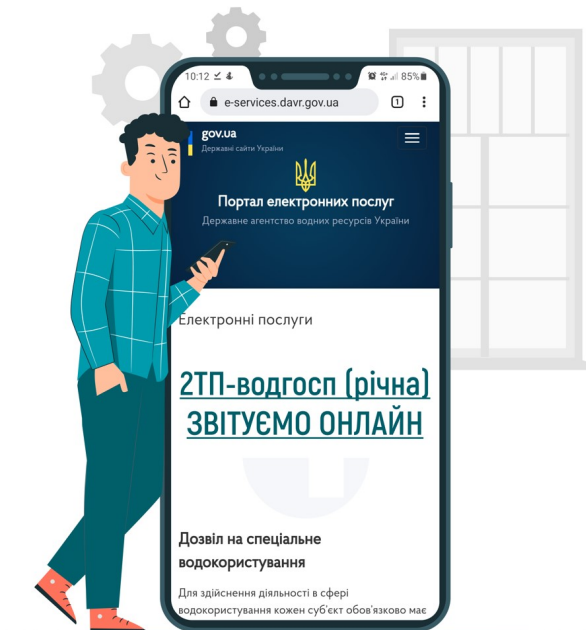 10:12 85%
e-services.davr.gov.ua 1
gov.ua
Державні сайти України
Портал електронних послуг
Державне агентство водних ресурсів України
Електронні послуги
2ТП-водгосп (річна)
ЗВІТУЄМО ОНЛАЙН
Дозвіл на спеціальне
водокористування
Для здійснення діяльності в сфері
водокористування кожен суб'єкт обов'язково має